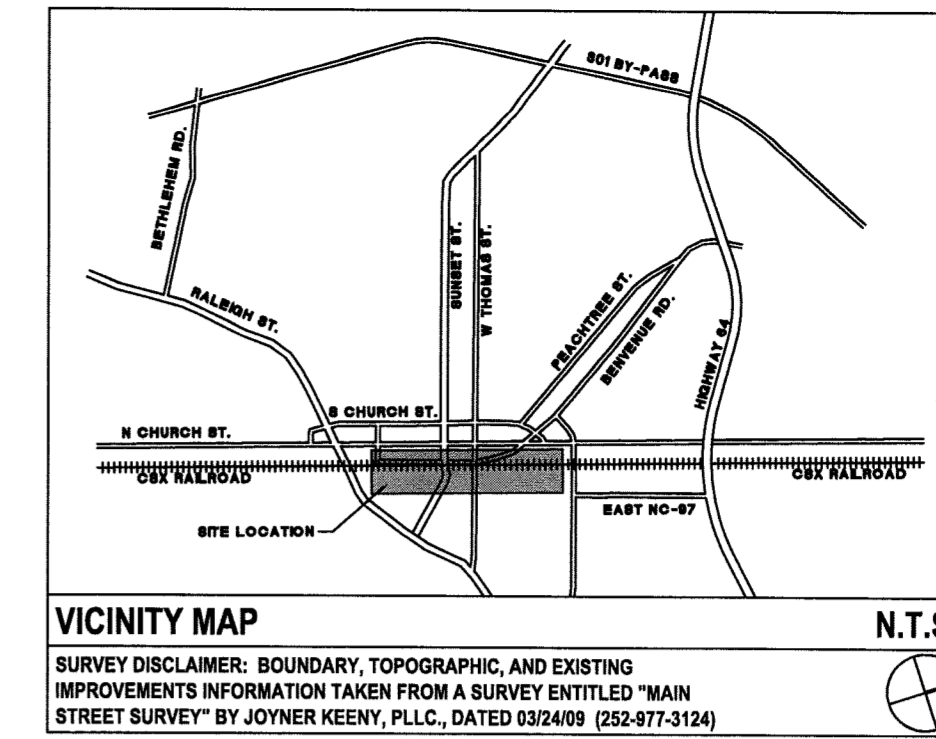 301 BY-PASS
BETHLEHEM RD.
RALEIGH ST.
SUNSET ST.
W THOMAS ST.
PEACHTREE ST.
BENVENUE RD.
HIGHWAY 64
S CHURCH ST.
N CHURCH ST.
CSX RAILROAD
CSX RAILROAD
EAST NC-97
SITE LOCATION
VICINITY MAP
N.T.S
SURVEY DISCLAIMER: BOUNDARY, TOPOGRAPHIC, AND EXISTING
IMPROVEMENTS INFORMATION TAKEN FROM A SURVEY ENTITLED "MAIN
STREET SURVEY" BY JOYNER KEENY, PLLC., DATED 03/24/09 (252-977-3124)